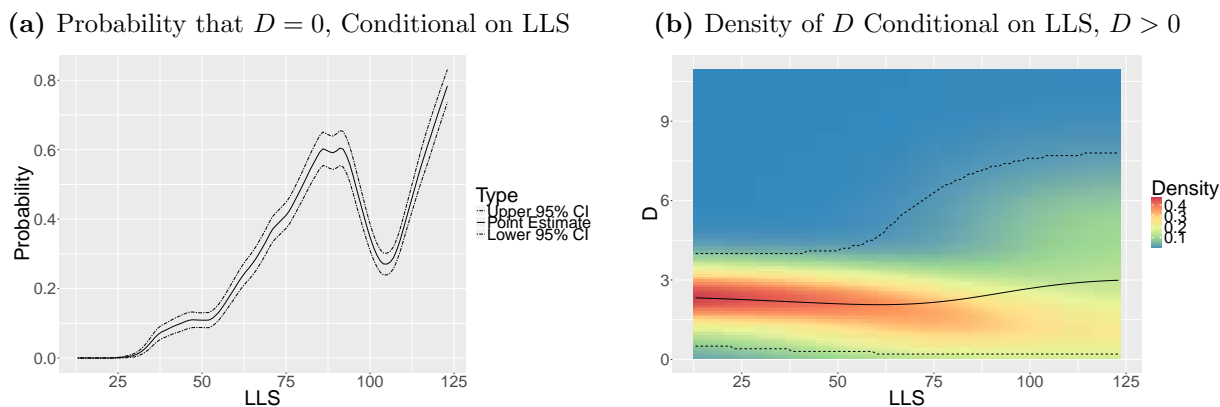 (a) Probability that D = 0, Conditional on LLS
0.8
0.6
0.4
0.2
0.0
Probability
25
50
75
100
125
LLS
Type
Upper 95% CI
Point Estimate
Lower 95% CI
(b) Density of D Conditional on LLS, D > 0
9
6
3
0
D
25
50
75
100
125
LLS
Density
0.4
0.3
0.2
0.1